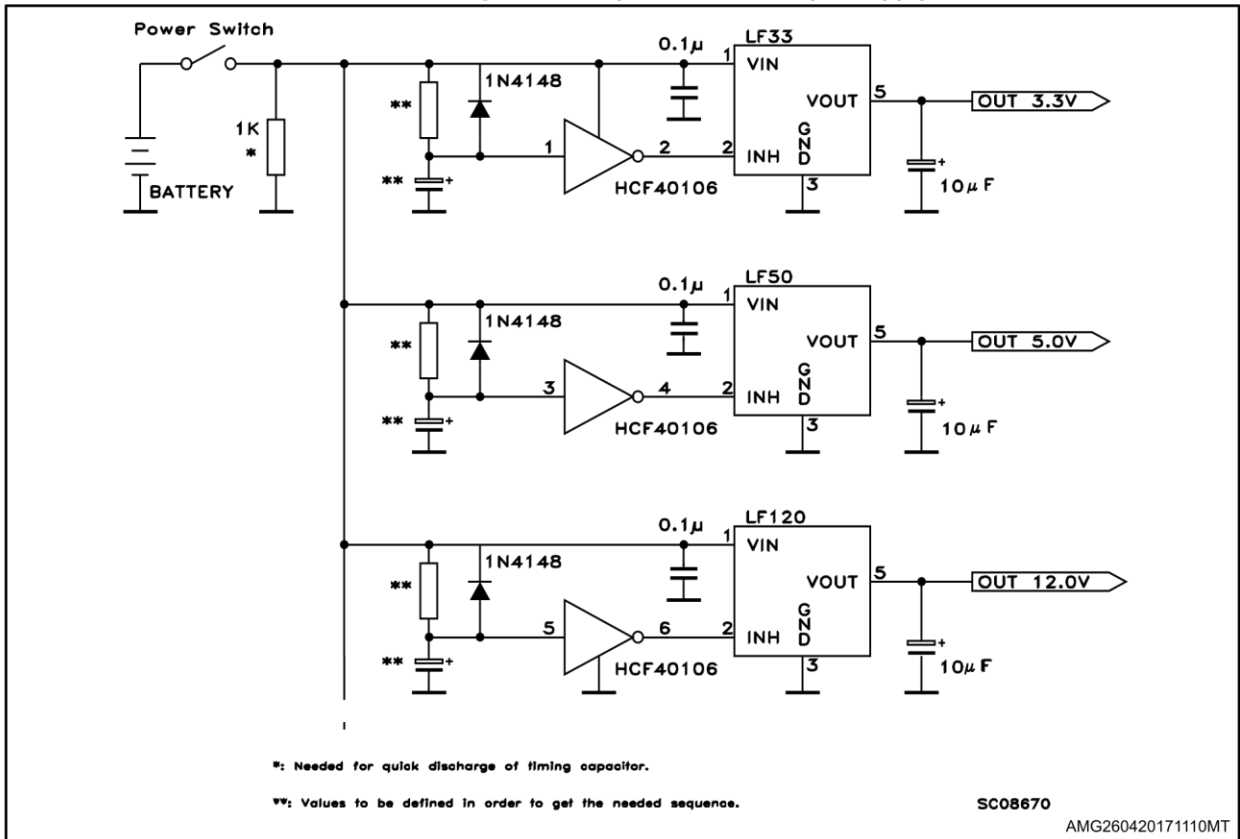 Power Switch
1K
*
BATTERY
**
**
+
1N4148
1
2
HCF40106
0.1μ
LF33
1
VIN
2
INH
VOUT
5
GND
3
OUT 3.3V
+
10μF
**
**
+
1N4148
3
4
HCF40106
0.1μ
LF50
1
VIN
2
INH
VOUT
5
GND
3
OUT 5.0V
+
10μF
**
**
+
1N4148
5
6
HCF40106
0.1μ
LF120
1
VIN
2
INH
VOUT
5
GND
3
OUT 12.0V
+
10μF
*: Needed for quick discharge of timing capacitor.
**: Values to be defined in order to get the needed sequence.
SC08670
AMG260420171110MT